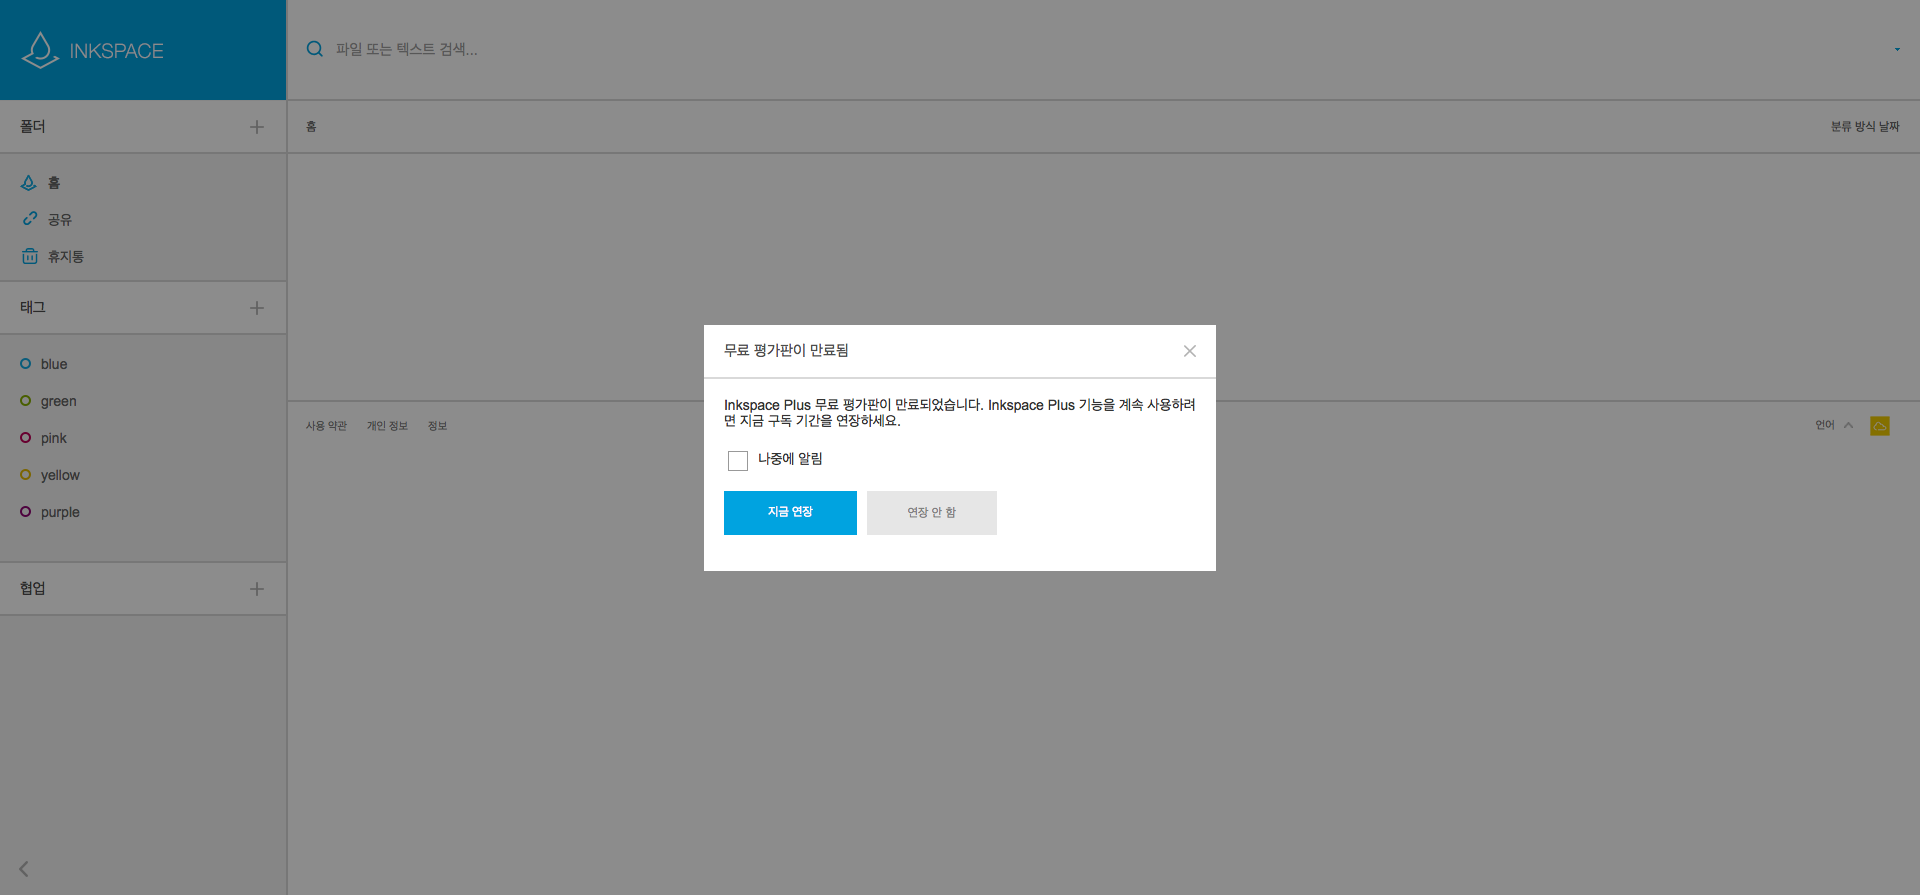 INKSPACE
파일 또는 텍스트 검색...
폴더
홈
분류 방식 날짜
홈
공유
휴지통
태그
blue
green
pink
yellow
purple
협업
무료 평가판이 만료됨
Inkspace Plus 무료 평가판이 만료되었습니다. Inkspace Plus 기능을 계속 사용하려
면 지금 구독 기간을 연장하세요.
나중에 알림
지금 연장
연장 안 함
사용 약관
개인 정보
정보
언어